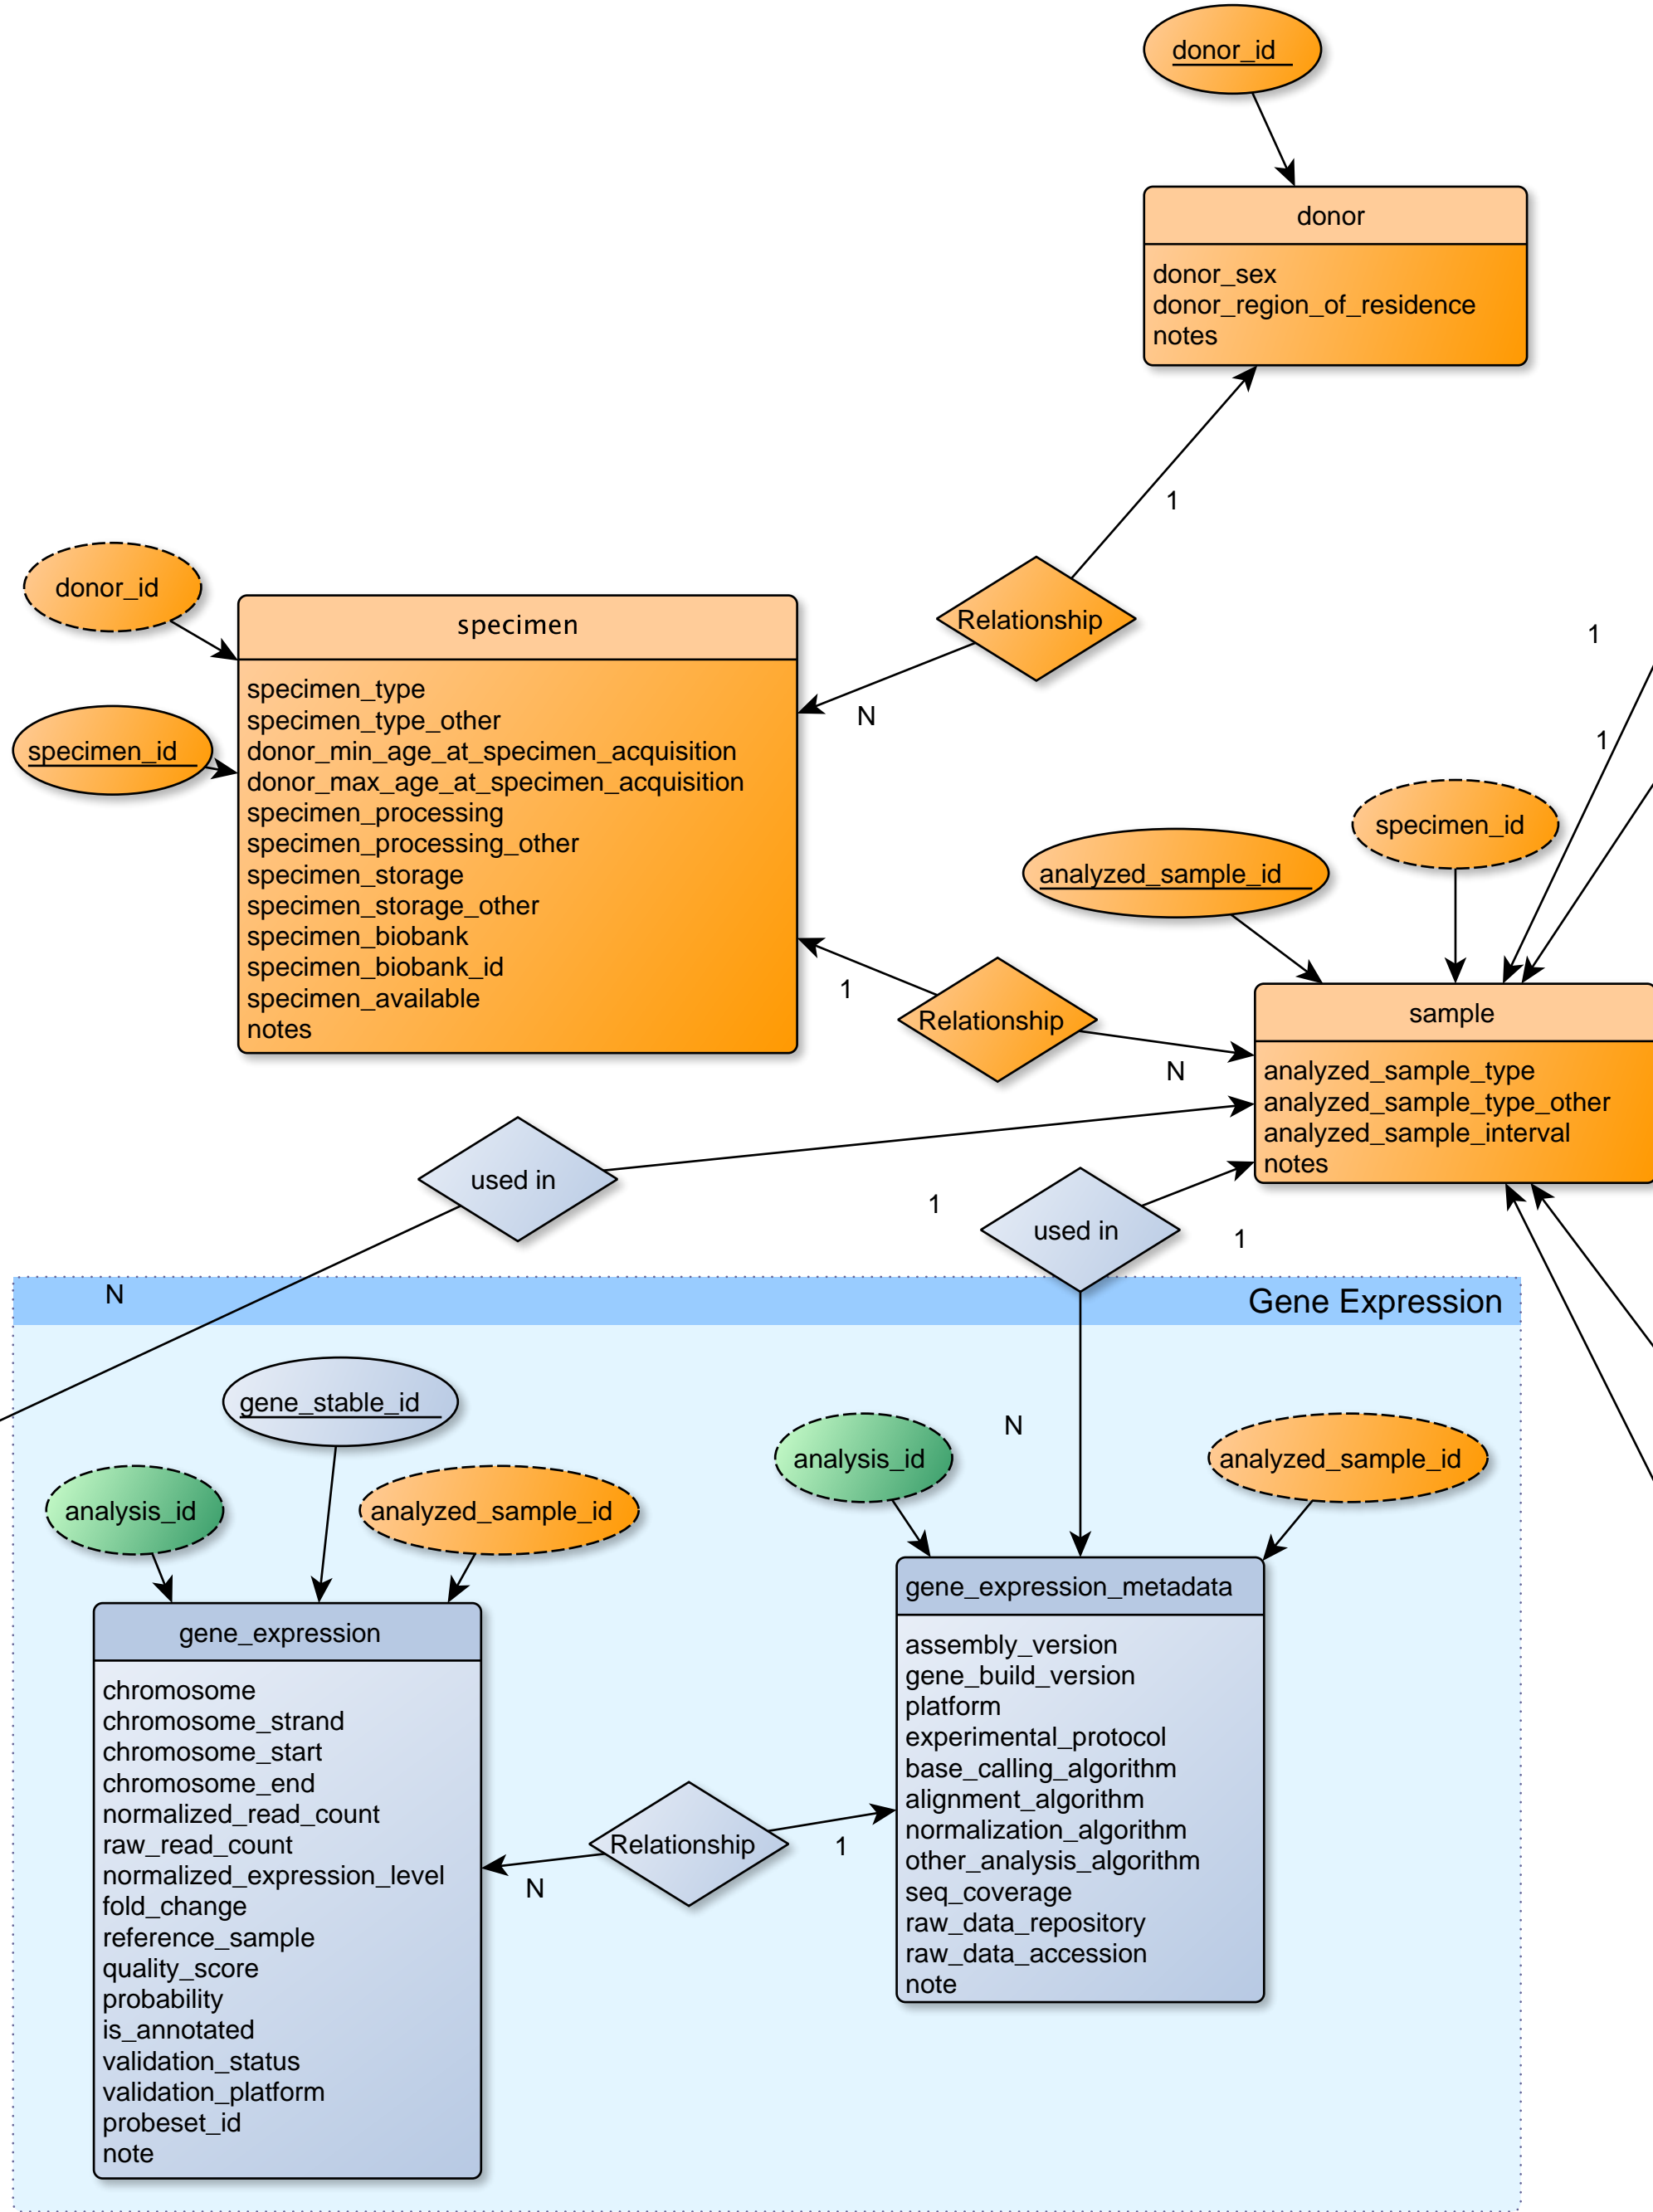 donor_id
donor
donor_sex
donor_region_of_residence
notes
1
donor_id
specimen
Relationship
1
N
specimen_type
specimen_type_other
donor_min_age_at_specimen_acquisition
donor_max_age_at_specimen_acquisition
specimen_processing
specimen_processing_other
specimen_storage
specimen_storage_other
specimen_biobank
specimen_biobank_id
specimen_available
notes
specimen_id
1
specimen_id
analyzed_sample_id
1
Relationship
N
sample
analyzed_sample_type
analyzed_sample_type_other
analyzed_sample_interval
notes
used in
1
used in
1
N
Gene Expression
gene_stable_id
analysis_id
analyzed_sample_id
N
analysis_id
analyzed_sample_id
gene_expression
chromosome
chromosome_strand
chromosome_start
chromosome_end
normalized_read_count
raw_read_count
normalized_expression_level
fold_change
reference_sample
quality_score
probability
is_annotated
validation_status
validation_platform
probeset_id
note
Relationship
N
1
gene_expression_metadata
assembly_version
gene_build_version
platform
experimental_protocol
base_calling_algorithm
alignment_algorithm
normalization_algorithm
other_analysis_algorithm
seq_coverage
raw_data_repository
raw_data_accession
note